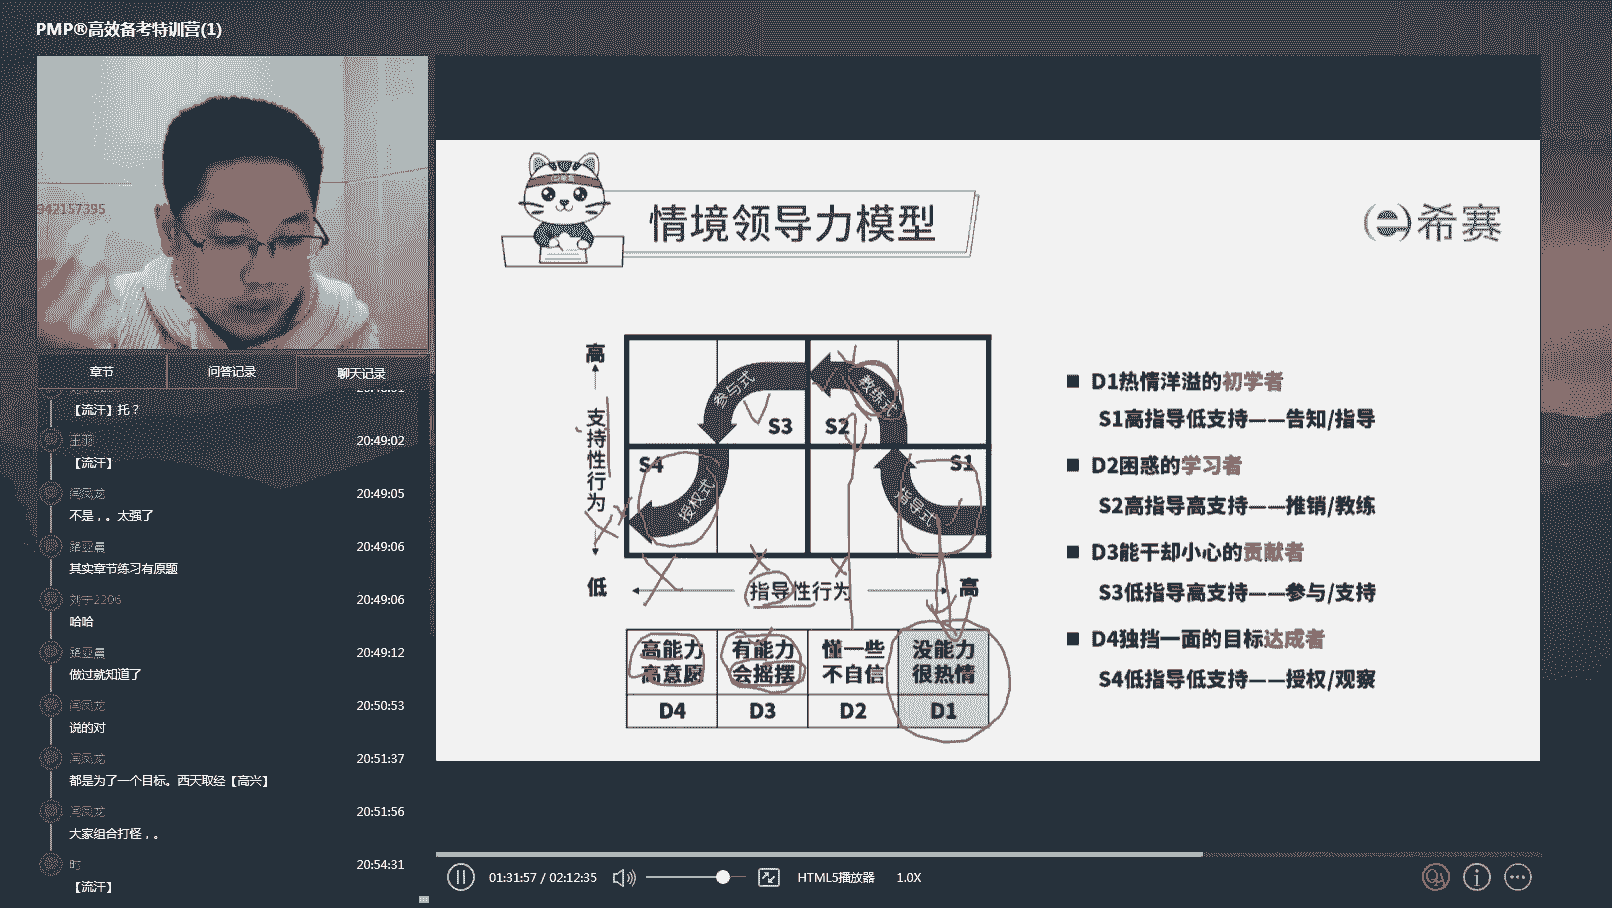 PMP®高效备考特训营(1)
942157395
章节
问答记录
聊天记录
【流汗】托？
王羽
20:49:02
【流汗】
闫凤龙
20:49:05
不是，。太强了
20:49:06
其实章节练习有原题
刘宇2206
20:49:06
哈哈
20:49:12
做过就知道了
闫凤龙
20:50:53
说的对
闫凤龙
20:51:37
都是为了一个目标。西天取经【高兴】
闫凤龙
20:51:56
大家组合打怪，。
时
20:54:31
【流汗】
情境领导力模型
希赛
高
支持性行为
低
参与式
教练式
S3
S2
S4
S1
授权式
指导式
指导性行为
高
高能力
高意愿
有能力
会摇摆
懂一些
不自信
没能力
很热情
D4
D3
D2
D1
D1热情洋溢的初学者
S1高指导低支持——告知/指导
D2困惑的学习者
S2高指导高支持——推销/教练
D3能干却小心的贡献者
S3低指导高支持——参与/支持
D4独挡一面的目标达成者
S4低指导低支持——授权/观察
01:31:57 / 02:12:35
HTML5播放器
1.0X